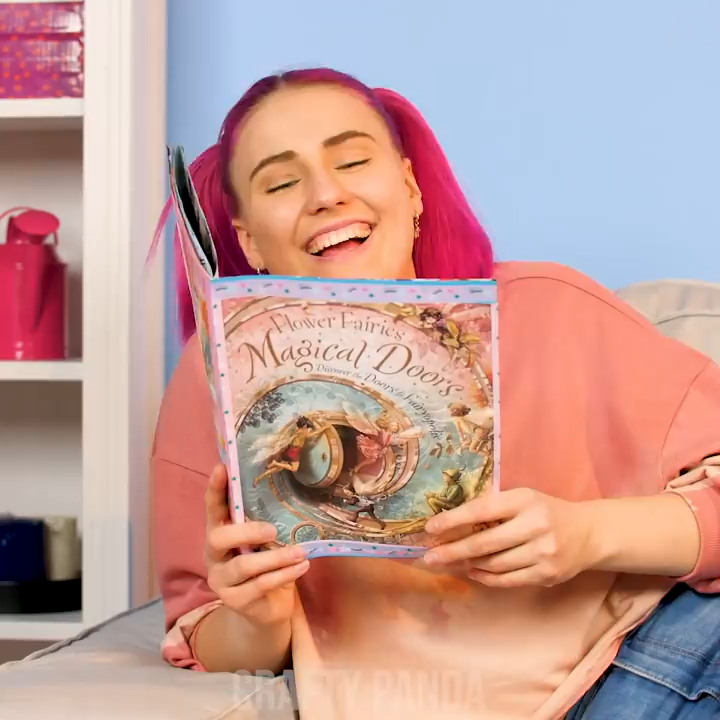 Flower Fairies
Magical Doors
Discover the Doors to Fairyopolis
CRAFTY PANDA